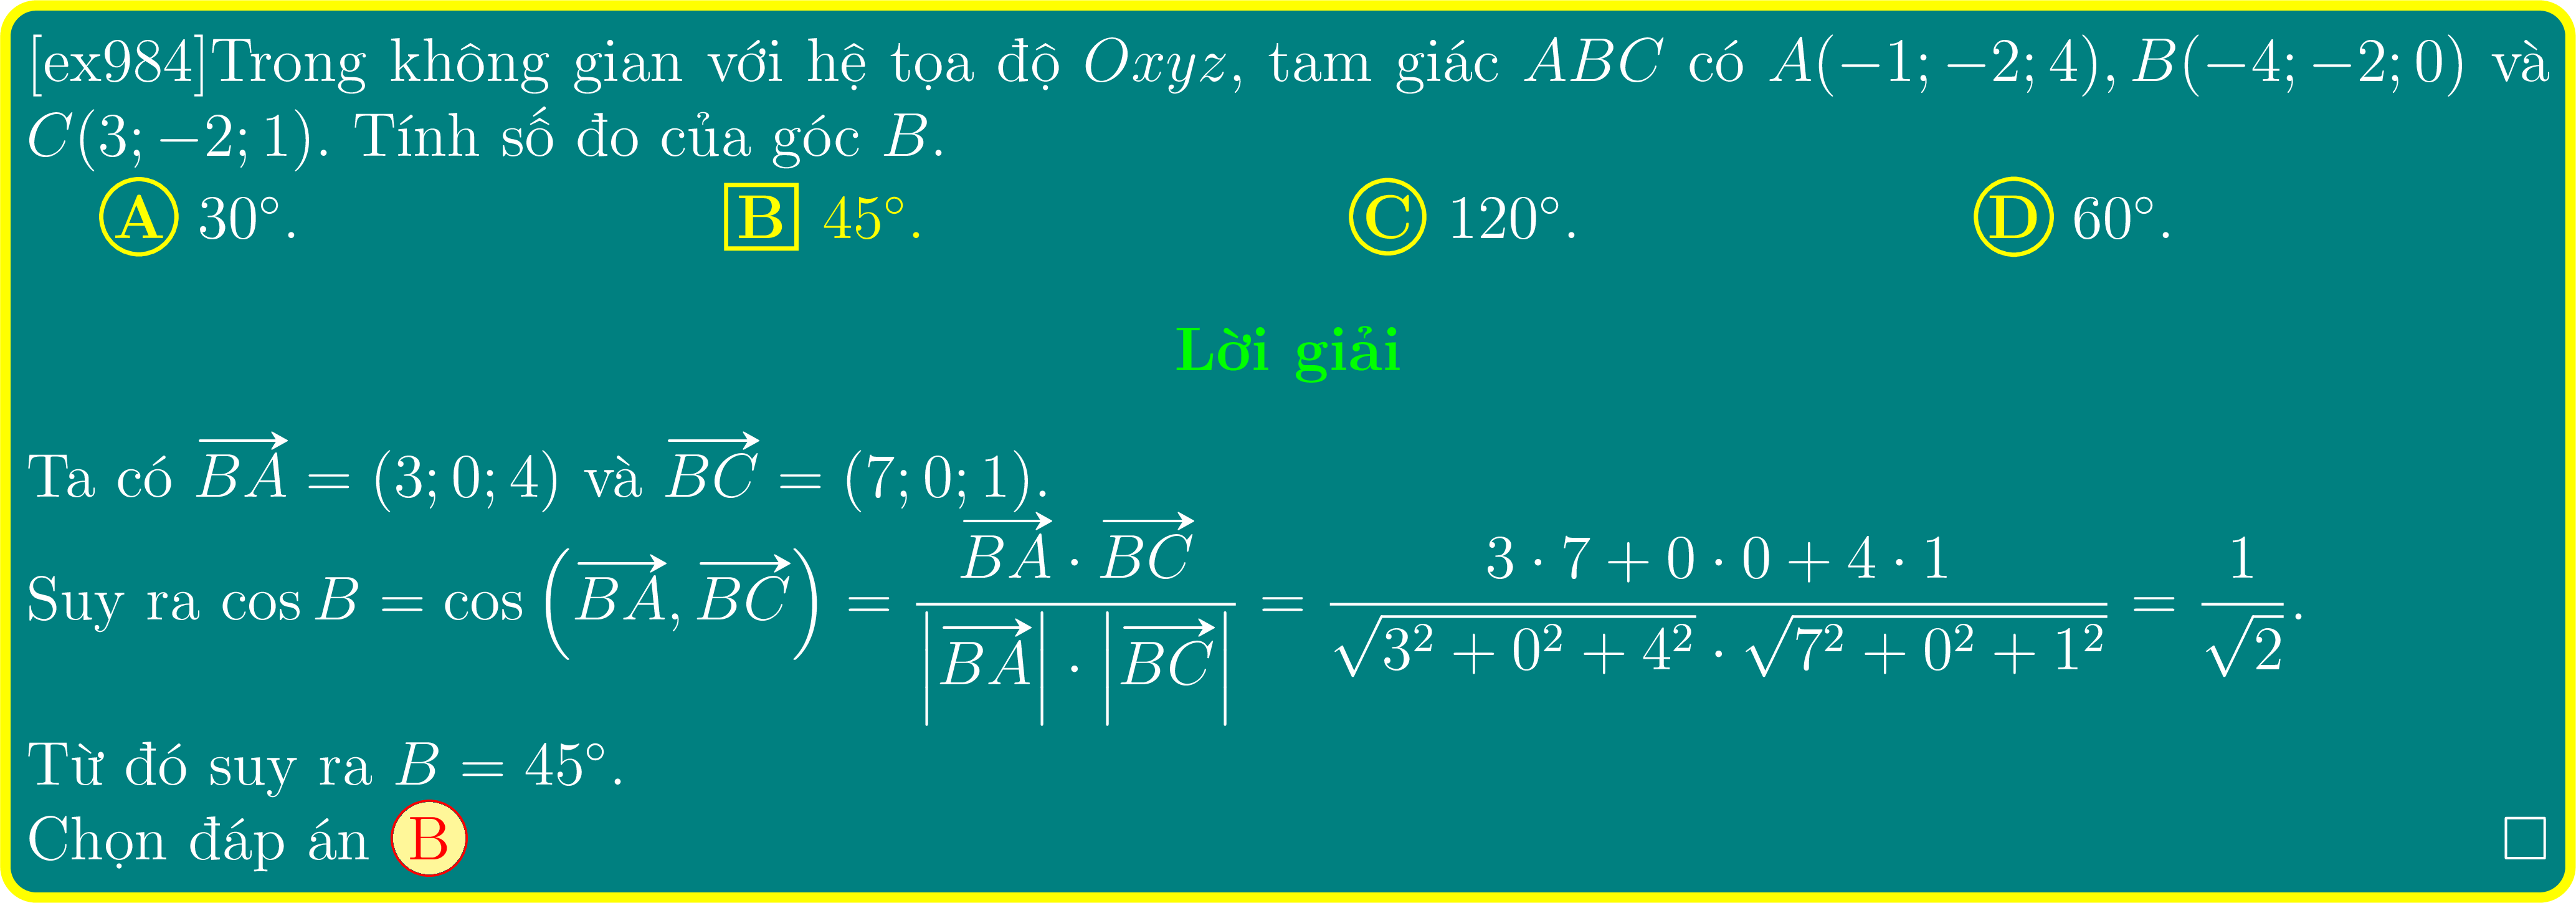 [ex984]Trong không gian với hệ tọa độ Oxyz, tam giác ABC có A(−1; −2; 4), B(−4; −2; 0) và
C(3; −2; 1). Tính số đo của góc B.
A 30°. B 45°. C 120°. D 60°.
Lời giải
Ta có $\overrightarrow{BA} = (3; 0; 4)$ và $\overrightarrow{BC} = (7; 0; 1)$.
Suy ra $\cos B = \cos\left(\overrightarrow{BA}, \overrightarrow{BC}\right) = \frac{\overrightarrow{BA} \cdot \overrightarrow{BC}}{\left|\overrightarrow{BA}\right| \cdot \left|\overrightarrow{BC}\right|} = \frac{3 \cdot 7 + 0 \cdot 0 + 4 \cdot 1}{\sqrt{3^2 + 0^2 + 4^2} \cdot \sqrt{7^2 + 0^2 + 1^2}} = \frac{1}{\sqrt{2}}$.
Từ đó suy ra B = 45°.
Chọn đáp án B □